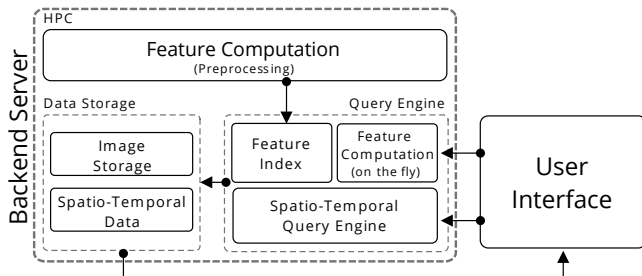 Backend Server
HPC
Feature Computation
(Preprocessing)
Data Storage
Image
Storage
Spatio-Temporal
Data
Query Engine
Feature
Index
Feature
Computation
(on the fly)
Spatio-Temporal
Query Engine
User
Interface